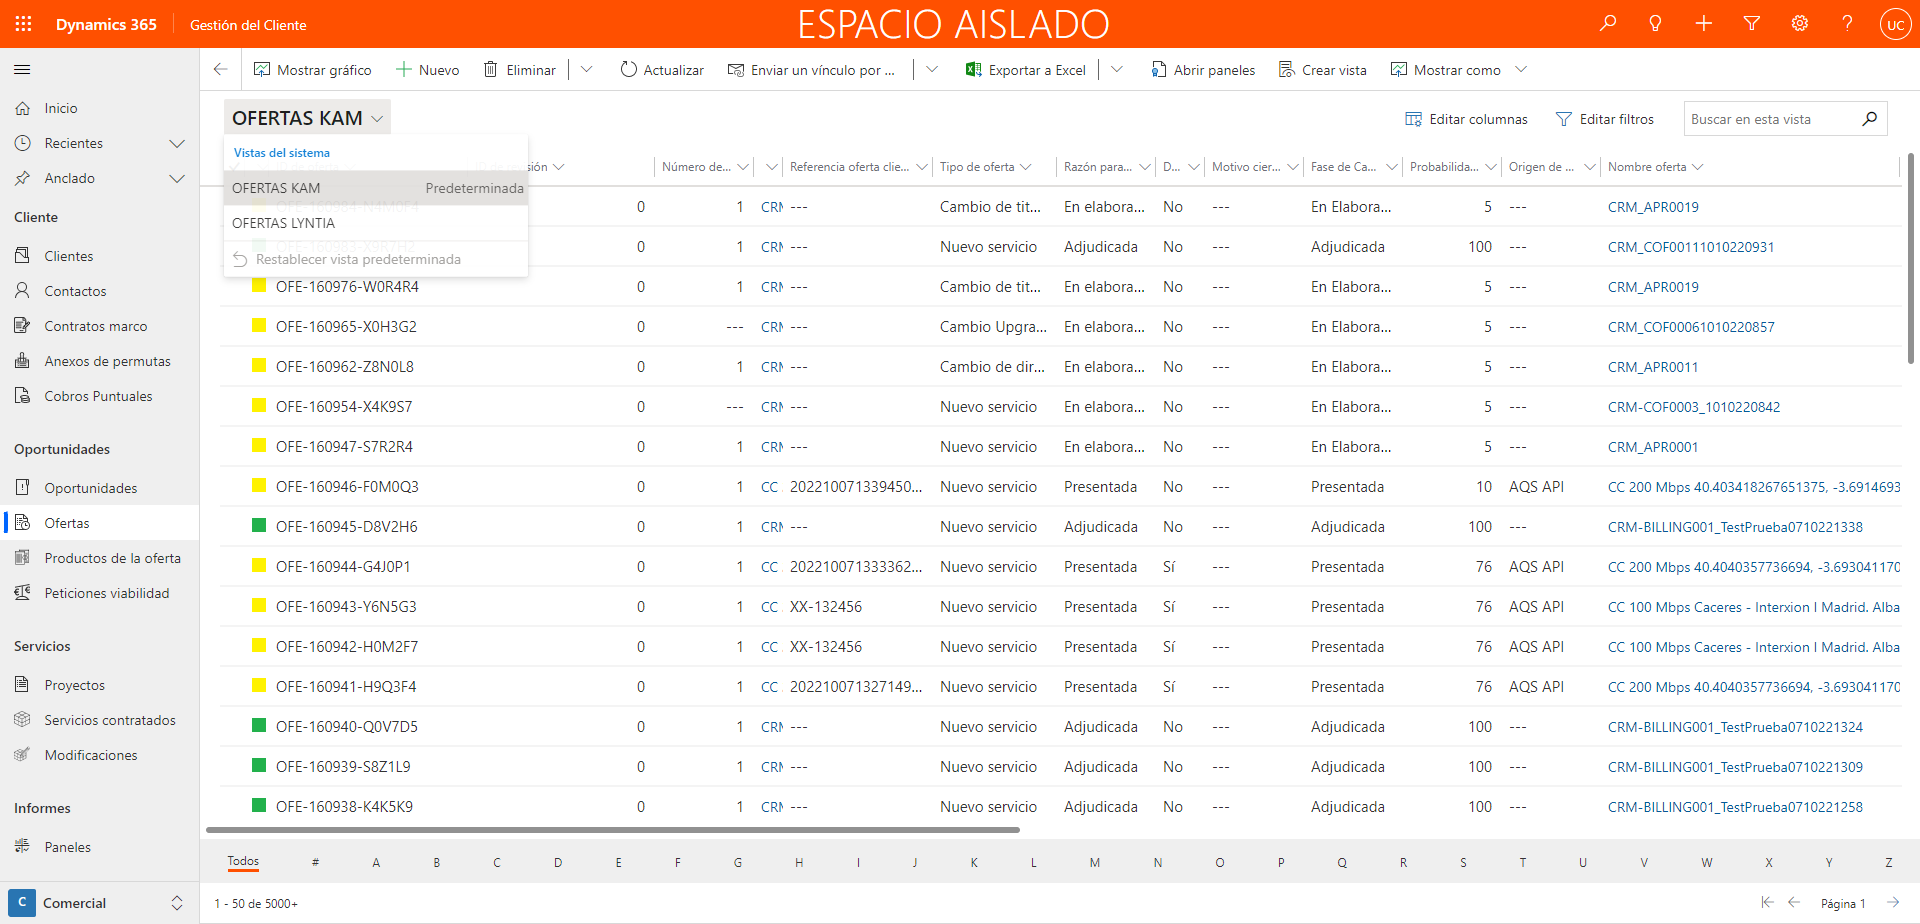 Dynamics 365 Gestión del Cliente ESPACIO AISLADO UC
Mostrar gráfico Nuevo Eliminar Actualizar Enviar un vínculo por ... Exportar a Excel Abrir paneles Crear vista Mostrar como
Inicio
Recientes
Anclado
Cliente
Clientes
Contactos
Contratos marco
Anexos de permutas
Cobros Puntuales
Oportunidades
Oportunidades
Ofertas
Productos de la oferta
Peticiones viabilidad
Servicios
Proyectos
Servicios contratados
Modificaciones
Informes
Paneles
C Comercial
OFERTAS KAM Editar columnas Editar filtros Buscar en esta vista
Vistas del sistema
OFERTAS KAM Predeterminada
OFERTAS LYNTIA
Restablecer vista predeterminada
Número de... Referencia oferta clie... Tipo de oferta Razón para... D... Motivo cier... Fase de Ca... Probabilida... Origen de ... Nombre oferta
0 1 CRM --- Cambio de tit... En elabora... No --- En Elabora... 5 --- CRM_APR0019
0 1 CRM --- Nuevo servicio Adjudicada No --- Adjudicada 100 --- CRM_COF00111010220931
OFE-160976-W0R4R4 0 1 CRM --- Cambio de tit... En elabora... No --- En Elabora... 5 --- CRM_APR0019
OFE-160965-X0H3G2 0 --- CRM --- Cambio Upgra... En elabora... No --- En Elabora... 5 --- CRM_COF00061010220857
OFE-160962-Z8N0L8 0 1 CRM --- Cambio de dir... En elabora... No --- En Elabora... 5 --- CRM_APR0011
OFE-160954-X4K9S7 0 --- CRM --- Nuevo servicio En elabora... No --- En Elabora... 5 --- CRM-COF0003_1010220842
OFE-160947-S7R2R4 0 1 CRM --- Nuevo servicio En elabora... No --- En Elabora... 5 --- CRM_APR0001
OFE-160946-F0M0Q3 0 1 CC 202210071339450... Nuevo servicio Presentada No --- Presentada 10 AQS API CC 200 Mbps 40.403418267651375, -3.6914693
OFE-160945-D8V2H6 0 1 CRM --- Nuevo servicio Adjudicada No --- Adjudicada 100 --- CRM-BILLING001_TestPrueba0710221338
OFE-160944-G4J0P1 0 1 CC 202210071333362... Nuevo servicio Presentada Sí --- Presentada 76 AQS API CC 200 Mbps 40.4040357736694, -3.693041170
OFE-160943-Y6N5G3 0 1 CC XX-132456 Nuevo servicio Presentada Sí --- Presentada 76 AQS API CC 100 Mbps Caceres - Interxion I Madrid. Alba
OFE-160942-H0M2F7 0 1 CC XX-132456 Nuevo servicio Presentada Sí --- Presentada 76 AQS API CC 100 Mbps Caceres - Interxion I Madrid. Alba
OFE-160941-H9Q3F4 0 1 CC 202210071327149... Nuevo servicio Presentada Sí --- Presentada 76 AQS API CC 200 Mbps 40.4040357736694, -3.693041170
OFE-160940-Q0V7D5 0 1 CRM --- Nuevo servicio Adjudicada No --- Adjudicada 100 --- CRM-BILLING001_TestPrueba0710221324
OFE-160939-S8Z1L9 0 1 CRM --- Nuevo servicio Adjudicada No --- Adjudicada 100 --- CRM-BILLING001_TestPrueba0710221309
OFE-160938-K4K5K9 0 1 CRM --- Nuevo servicio Adjudicada No --- Adjudicada 100 --- CRM-BILLING001_TestPrueba0710221258
Todos # A B C D E F G H I J K L M N O P Q R S T U V W X Y Z
1 - 50 de 5000+ Página 1